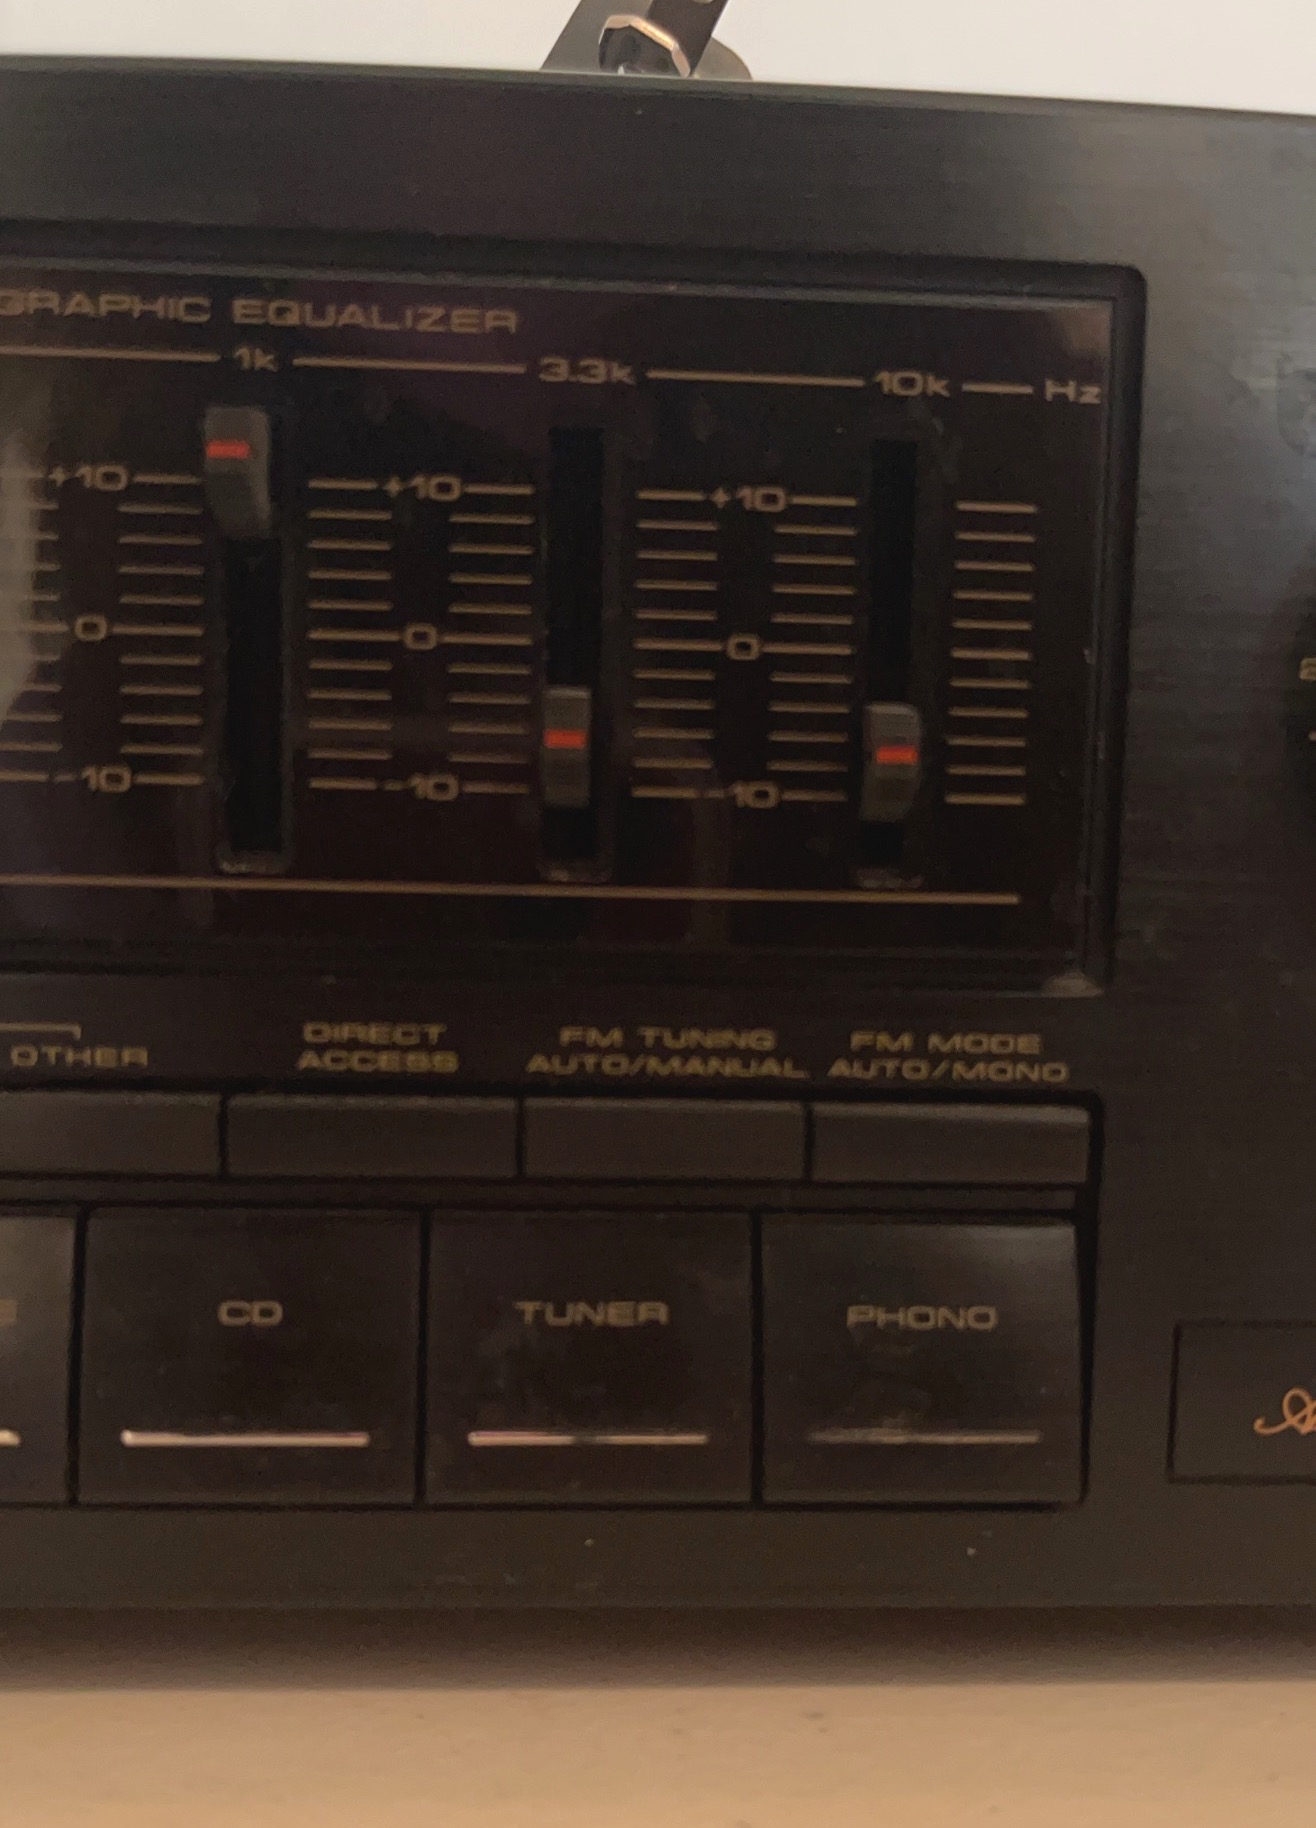 GRAPHIC EQUALIZER
1k 3.3k 10k Hz
+10 +10 +10
0 0 0
-10 -10 -10
OTHER
DIRECT ACCESS
FM TUNING AUTO/MANUAL
FM MODE AUTO/MONO
CD TUNER PHONO